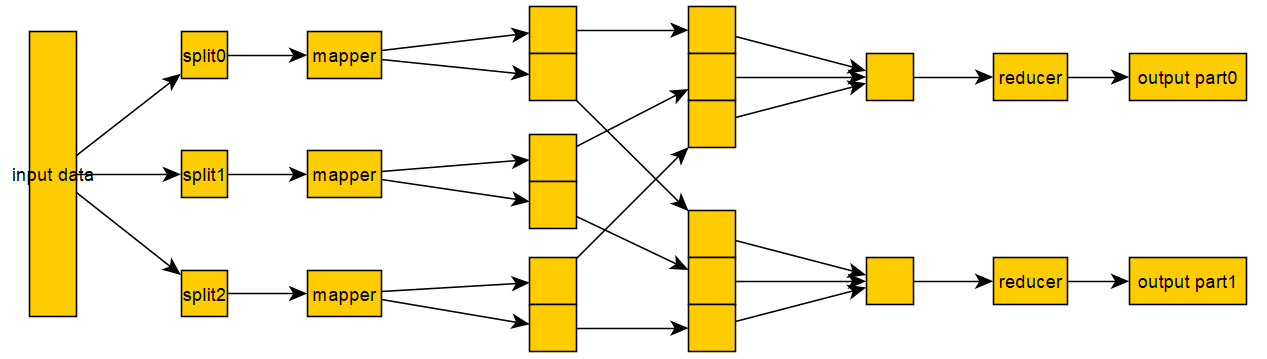 input data
split0
mapper
split1
mapper
split2
mapper
reducer
output part0
reducer
output part1